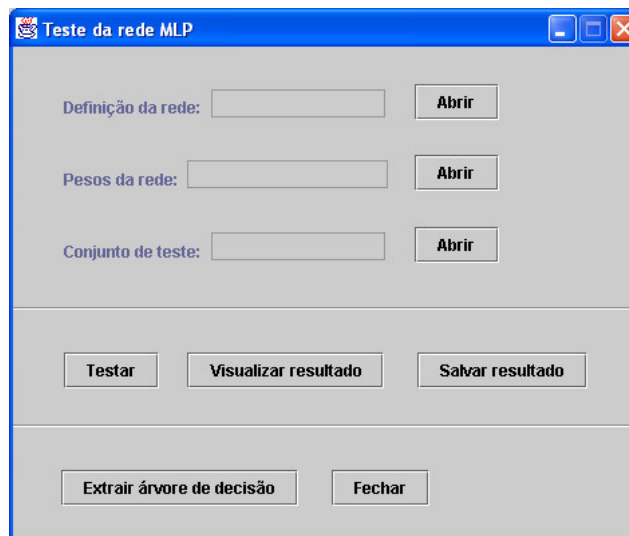 Teste da rede MLP
Definição da rede: Abrir
Pesos da rede: Abrir
Conjunto de teste: Abrir
Testar Visualizar resultado Salvar resultado
Extrair árvore de decisão Fechar